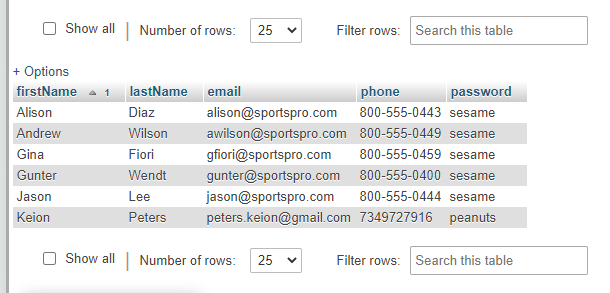 Show all Number of rows: 25 Filter rows: Search this table
+ Options
firstName 1 lastName email phone password
Alison Diaz alison@sportspro.com 800-555-0443 sesame
Andrew Wilson awilson@sportspro.com 800-555-0449 sesame
Gina Fiori gfiori@sportspro.com 800-555-0459 sesame
Gunter Wendt gunter@sportspro.com 800-555-0400 sesame
Jason Lee jason@sportspro.com 800-555-0444 sesame
Keion Peters peters.keion@gmail.com 7349727916 peanuts
Show all Number of rows: 25 Filter rows: Search this table